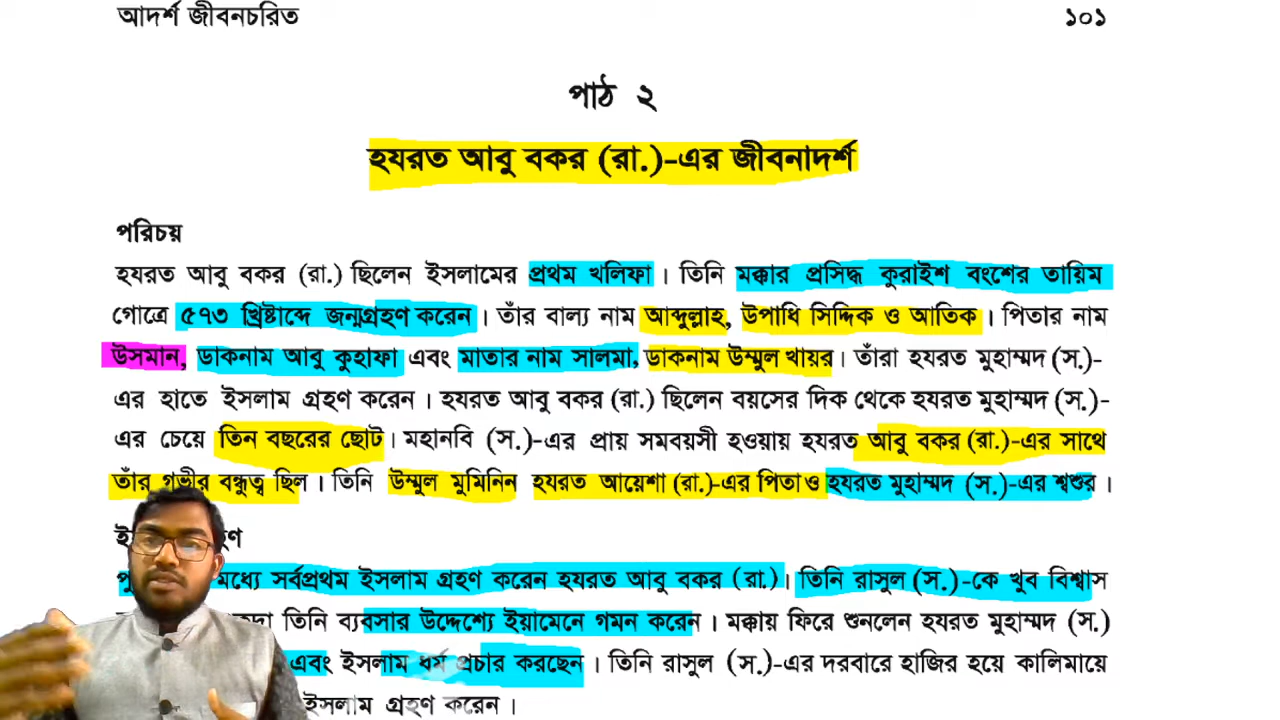 আদর্শ জীবনচরিত ১০১
পাঠ ২
হযরত আবু বকর (রা.)-এর জীবনাদর্শ
পরিচয়
হযরত আবু বকর (রা.) ছিলেন ইসলামের প্রথম খলিফা। তিনি মক্কার প্রসিদ্ধ কুরাইশ বংশের তায়িম
গোত্রে ৫৭৩ খ্রিষ্টাব্দে জন্মগ্রহণ করেন। তাঁর বাল্য নাম আব্দুল্লাহ, উপাধি সিদ্দিক ও আতিক। পিতার নাম
উসমান, ডাকনাম আবু কুহাফা এবং মাতার নাম সালমা, ডাকনাম উম্মুল খায়র। তাঁরা হযরত মুহাম্মদ (স.)-
এর হাতে ইসলাম গ্রহণ করেন। হযরত আবু বকর (রা.) ছিলেন বয়সের দিক থেকে হযরত মুহাম্মদ (স.)-
এর চেয়ে তিন বছরের ছোট। মহানবি (স.)-এর প্রায় সমবয়সী হওয়ায় হযরত আবু বকর (রা.)-এর সাথে
তাঁর গভীর বন্ধুত্ব ছিল। তিনি উম্মুল মুমিনিন হযরত আয়েশা (রা.)-এর পিতা ও হযরত মুহাম্মদ (স.)-এর শ্বশুর।
মধ্যে সর্বপ্রথম ইসলাম গ্রহণ করেন হযরত আবু বকর (রা.)। তিনি রাসুল (স.)-কে খুব বিশ্বাস
তিনি ব্যবসার উদ্দেশ্যে ইয়ামেনে গমন করেন। মক্কায় ফিরে শুনলেন হযরত মুহাম্মদ (স.)
এবং ইসলাম ধর্ম প্রচার করছেন। তিনি রাসুল (স.)-এর দরবারে হাজির হয়ে কালিমায়ে
ইসলাম গ্রহণ করেন।